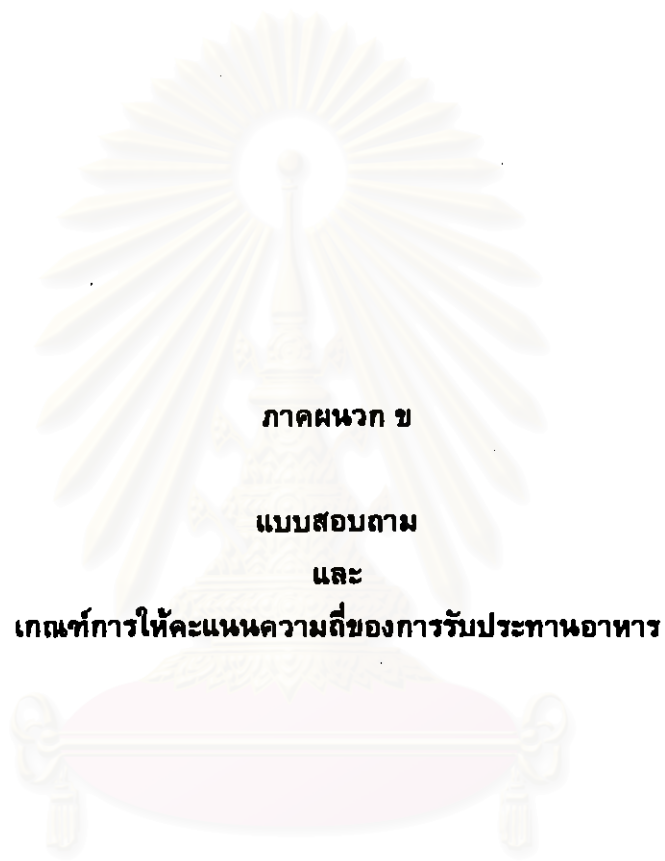 ภาคผนวก ข
แบบสอบถาม
และ
เกณฑ์การให้คะแนนความถี่ของการรับประทานอาหาร